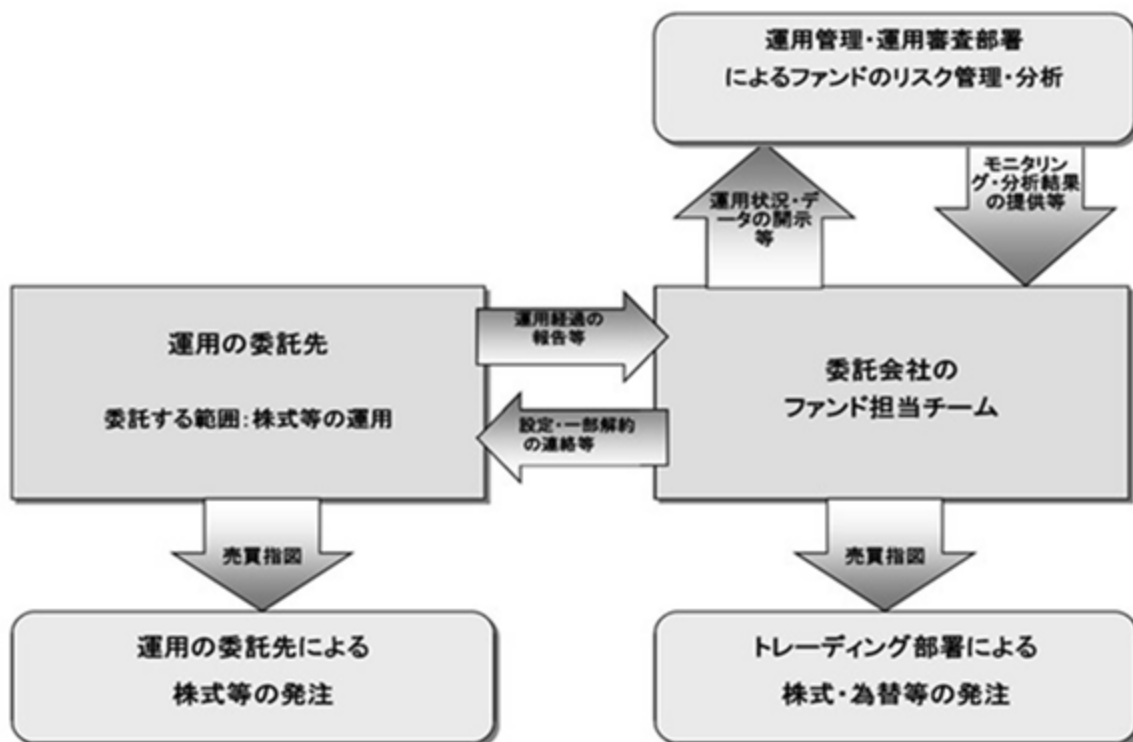 運用管理・運用審査部署
によるファンドのリスク管理・分析
運用状況・デ
ータの開示
等
モニタリン
グ・分析結果
の提供等
運用の委託先
委託する範囲：株式等の運用
運用経過の
報告等
設定・一部解約
の連絡等
委託会社の
ファンド担当チーム
売買指図
売買指図
運用の委託先による
株式等の発注
トレーディング部署による
株式・為替等の発注